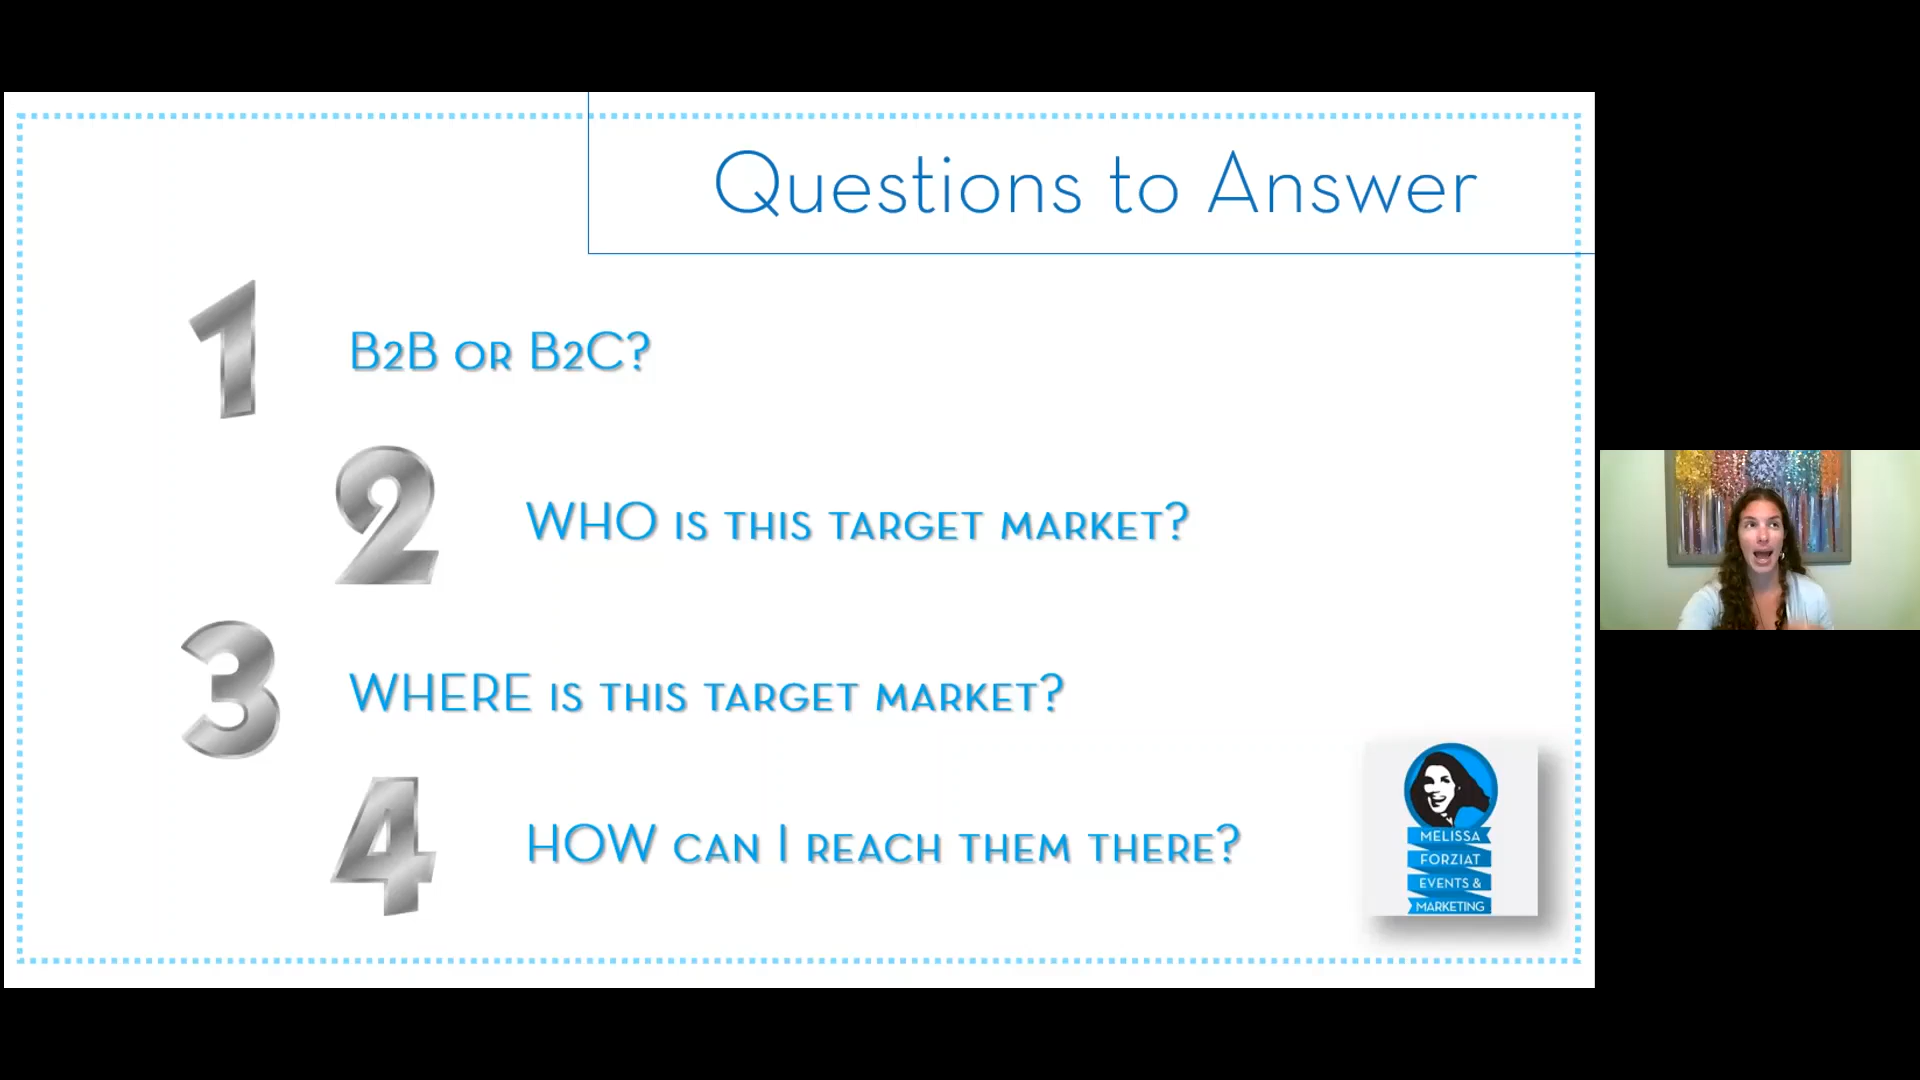 Questions to Answer
1
B2B OR B2C?
2
WHO IS THIS TARGET MARKET?
3
WHERE IS THIS TARGET MARKET?
4
HOW CAN I REACH THEM THERE?
MELISSA
FORZIAT
EVENTS &
MARKETING